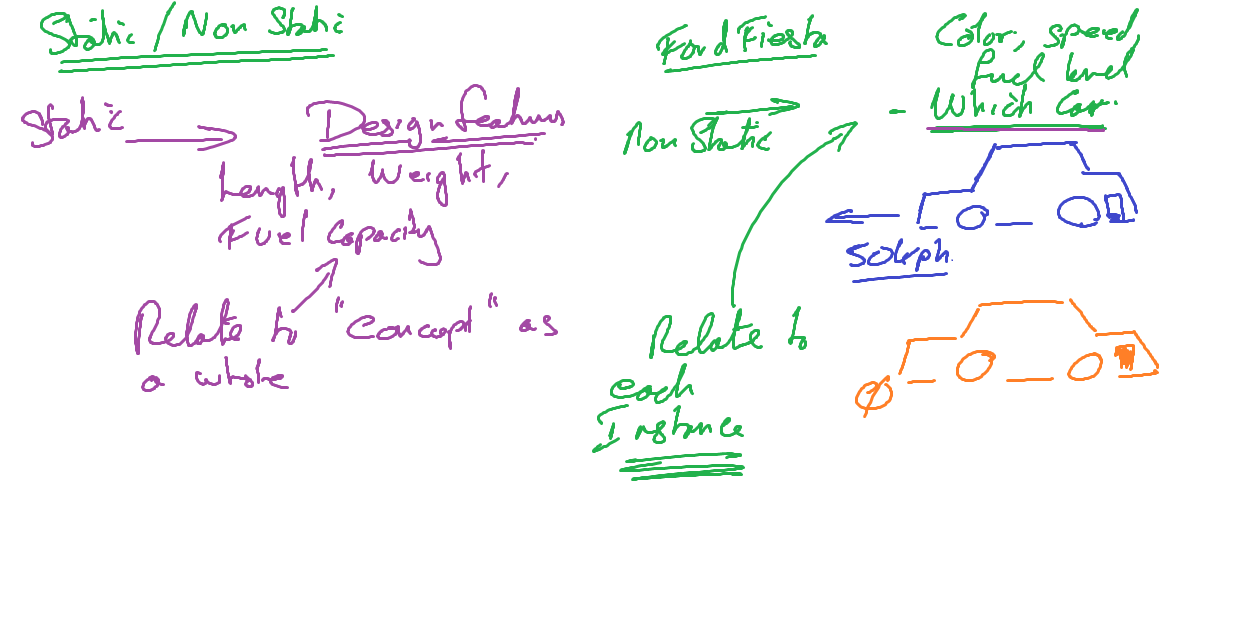 Static / Non Static
Static
Design features
Length, Weight,
Fuel Capacity
Relate to "Concept" as
a whole
Ford Fiesta
Non Static
Color, speed,
fuel level
- Which Car.
50kph.
Relate to
each
Instance